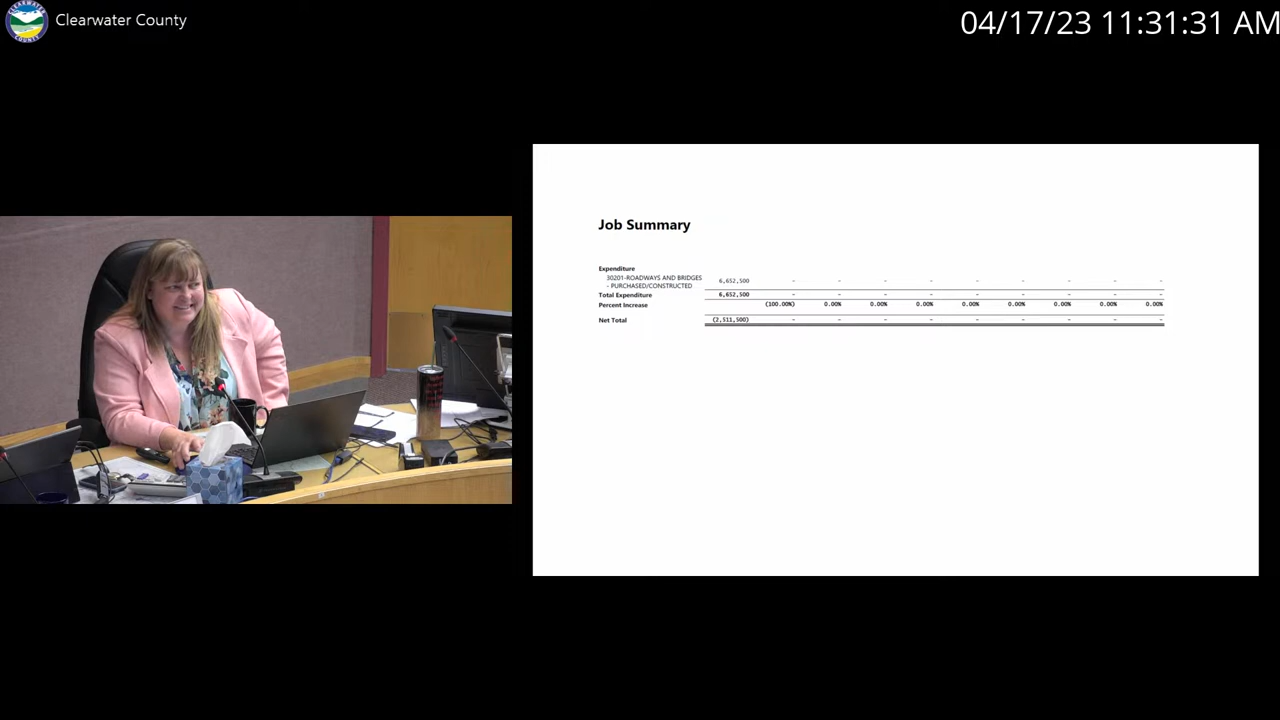 CLEARWATER
COUNTY
Clearwater County
04/17/23 11:31:31 AM
Job Summary
Expenditure
30201-ROADWAYS AND BRIDGES
- PURCHASED/CONSTRUCTED 6,652,500 - - - - - - - - -
Total Expenditure 6,652,500 - - - - - - - - -
Percent Increase (100.00%) 0.00% 0.00% 0.00% 0.00% 0.00% 0.00% 0.00% 0.00%
Net Total (2,511,500) - - - - - - - - -